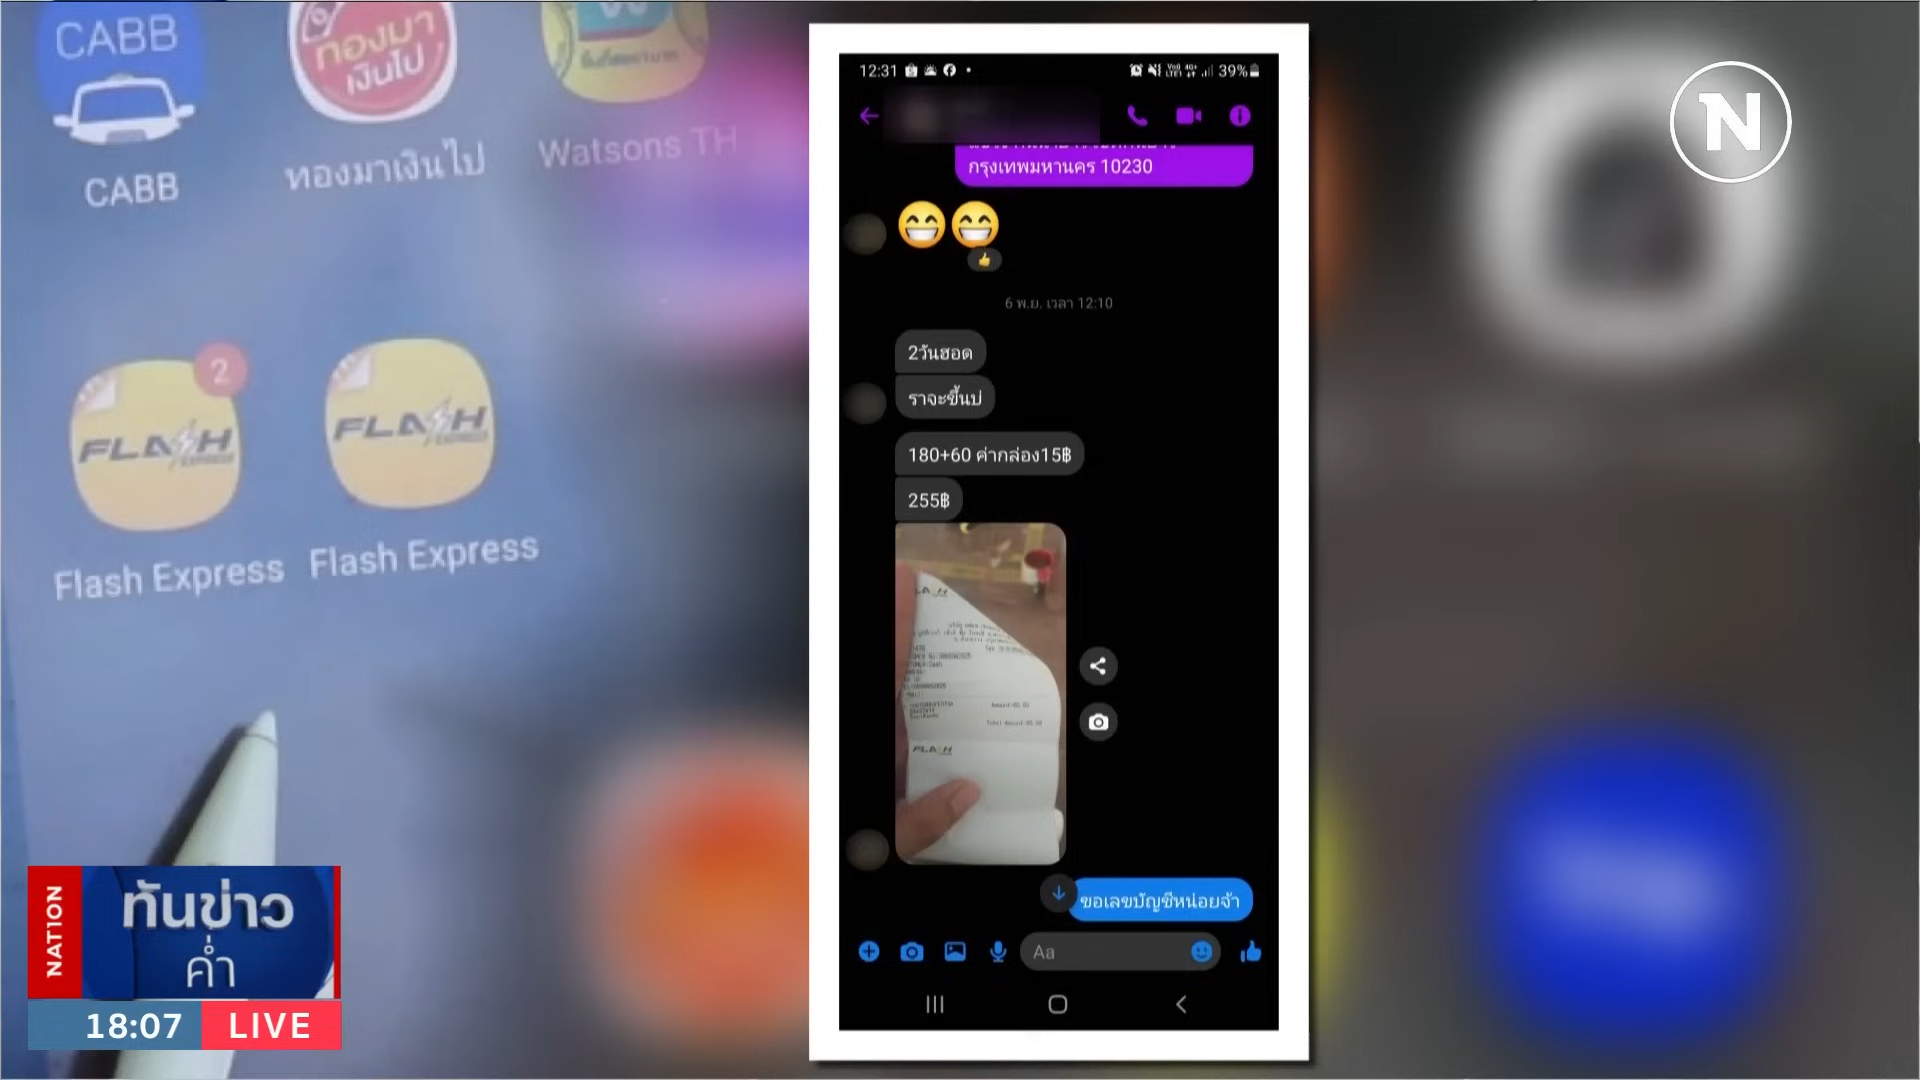 CABB
CABB
ทองมา
เงินไป
ทองมาเงินไป
Watsons TH
2
FLASH
EXPRESS
Flash Express
FLASH
EXPRESS
Flash Express
12:31
39%
กรุงเทพมหานคร 10230
6 พ.ย. เวลา 12:10
2วันฮอด
ราจะขึ้นบ่
180+60 ค่ากล่อง15฿
255฿
FLASH
ขอเลขบัญชีหน่อยจ้า
Aa
N
NATION
ทันข่าว
ค่ำ
18:07
LIVE